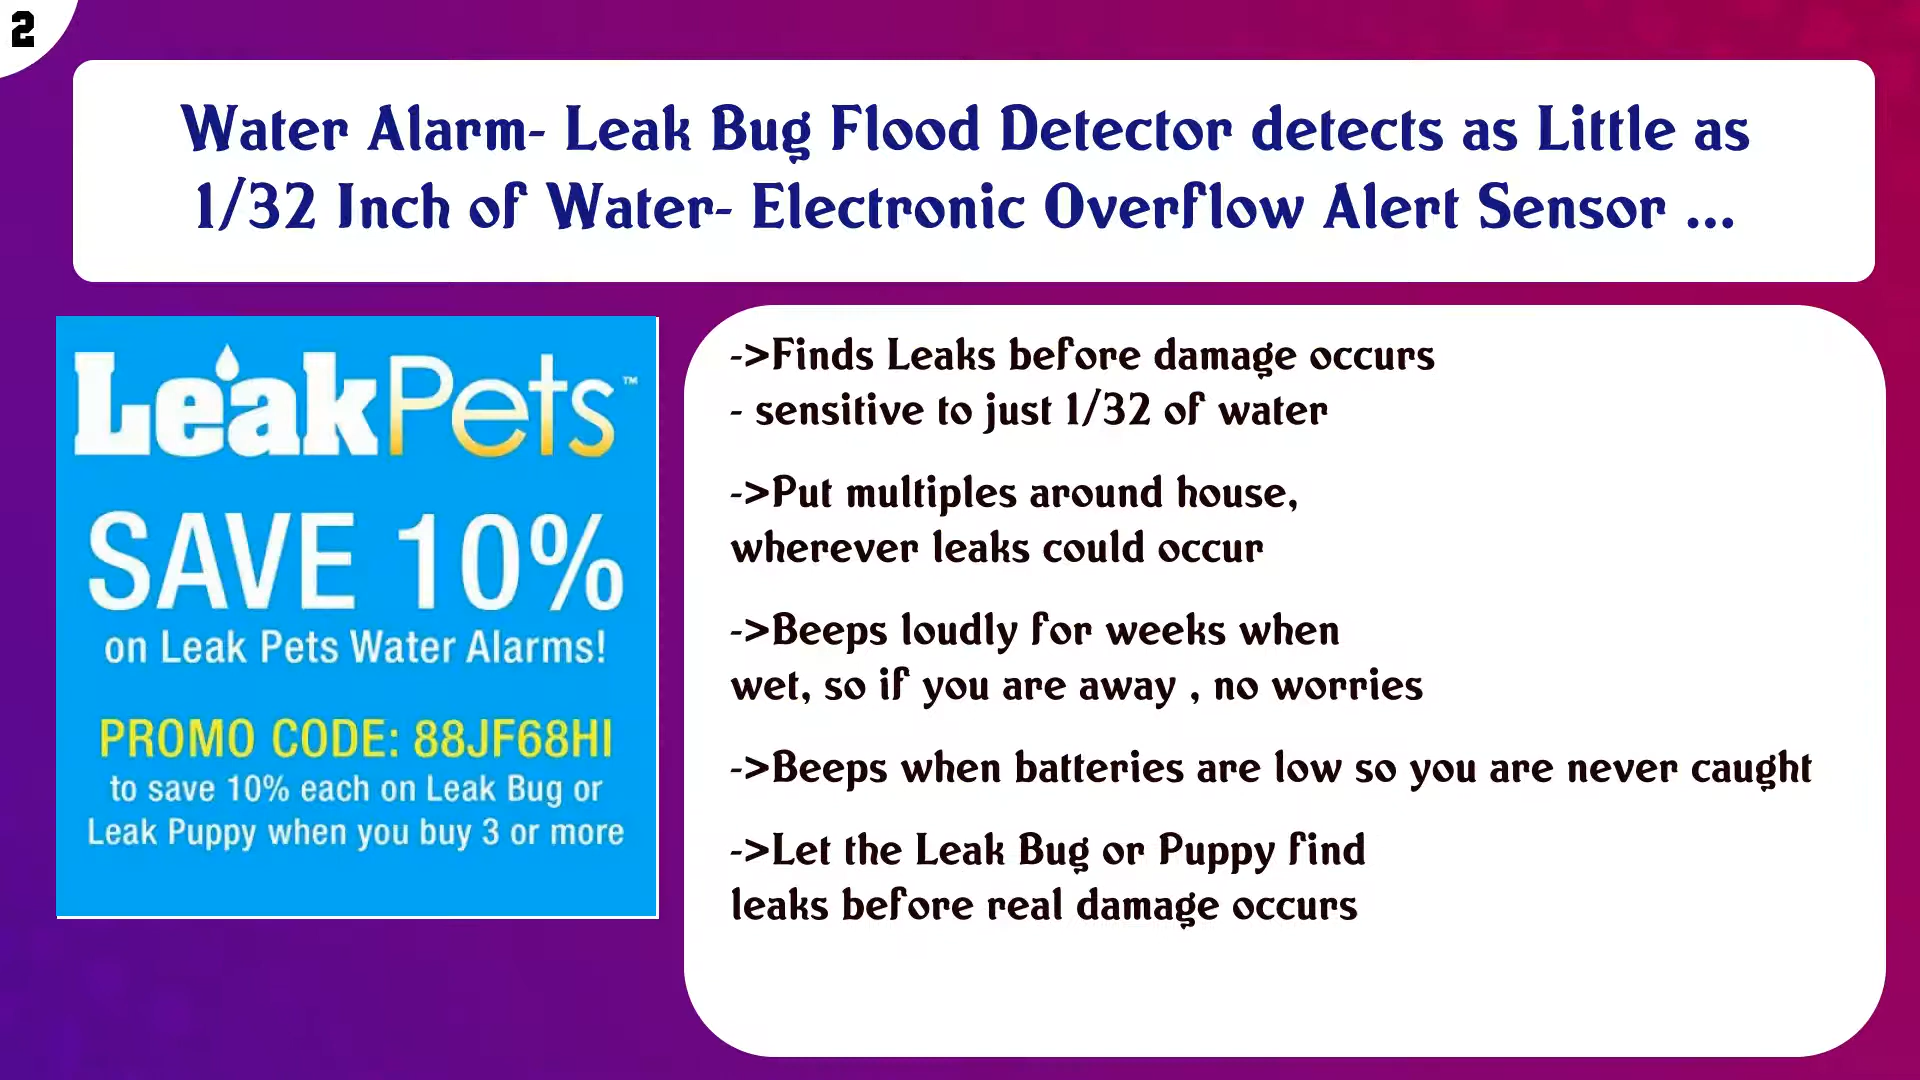 2
Water Alarm- Leak Bug Flood Detector detects as Little as
1/32 Inch of Water- Electronic Overflow Alert Sensor ...
LeakPets™
SAVE 10%
on Leak Pets Water Alarms!
PROMO CODE: 88JF68HI
to save 10% each on Leak Bug or
Leak Puppy when you buy 3 or more
->Finds Leaks before damage occurs
- sensitive to just 1/32 of water
->Put multiples around house,
wherever leaks could occur
->Beeps loudly for weeks when
wet, so if you are away , no worries
->Beeps when batteries are low so you are never caught
->Let the Leak Bug or Puppy find
leaks before real damage occurs